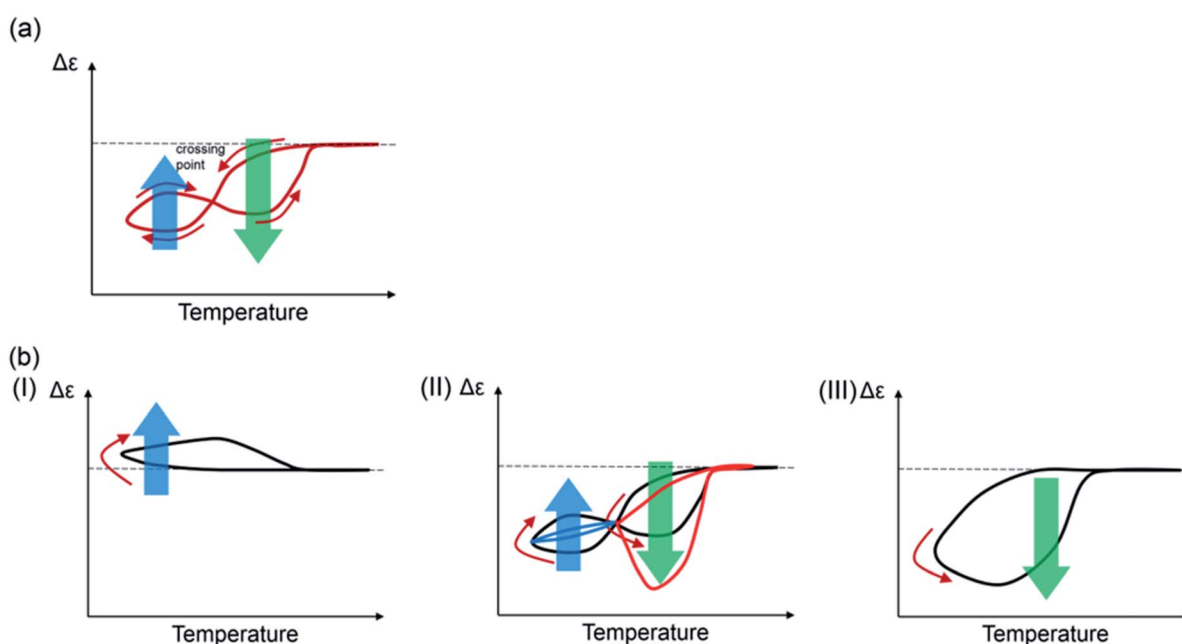 (a)
Δε
crossing
point
Temperature
(b)
(I) Δε
Temperature
(II) Δε
Temperature
(III) Δε
Temperature